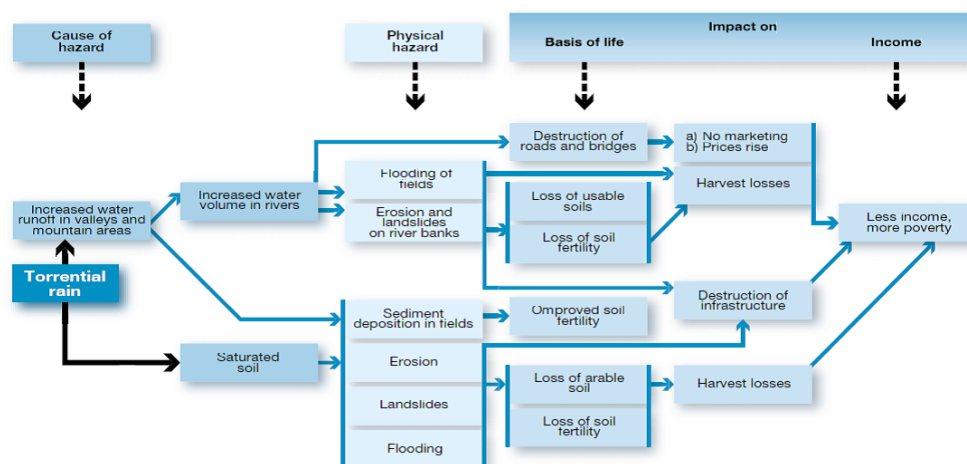 Cause of
hazard
Physical
hazard
Impact on
Basis of life
Income
Destruction of
roads and bridges
a) No marketing
b) Prices rise
Flooding of
fields
Harvest losses
Increased water
volume in rivers
Loss of usable
soils
Increased water
runoff in valleys and
mountain areas
Erosion and
landslides
on river banks
Loss of soil
fertility
Less income,
more poverty
Torrential
rain
Destruction of
infrastructure
Sediment
deposition in fields
Omproved soil
fertility
Saturated
soil
Erosion
Loss of arable
soil
Harvest losses
Landslides
Loss of soil
fertility
Flooding